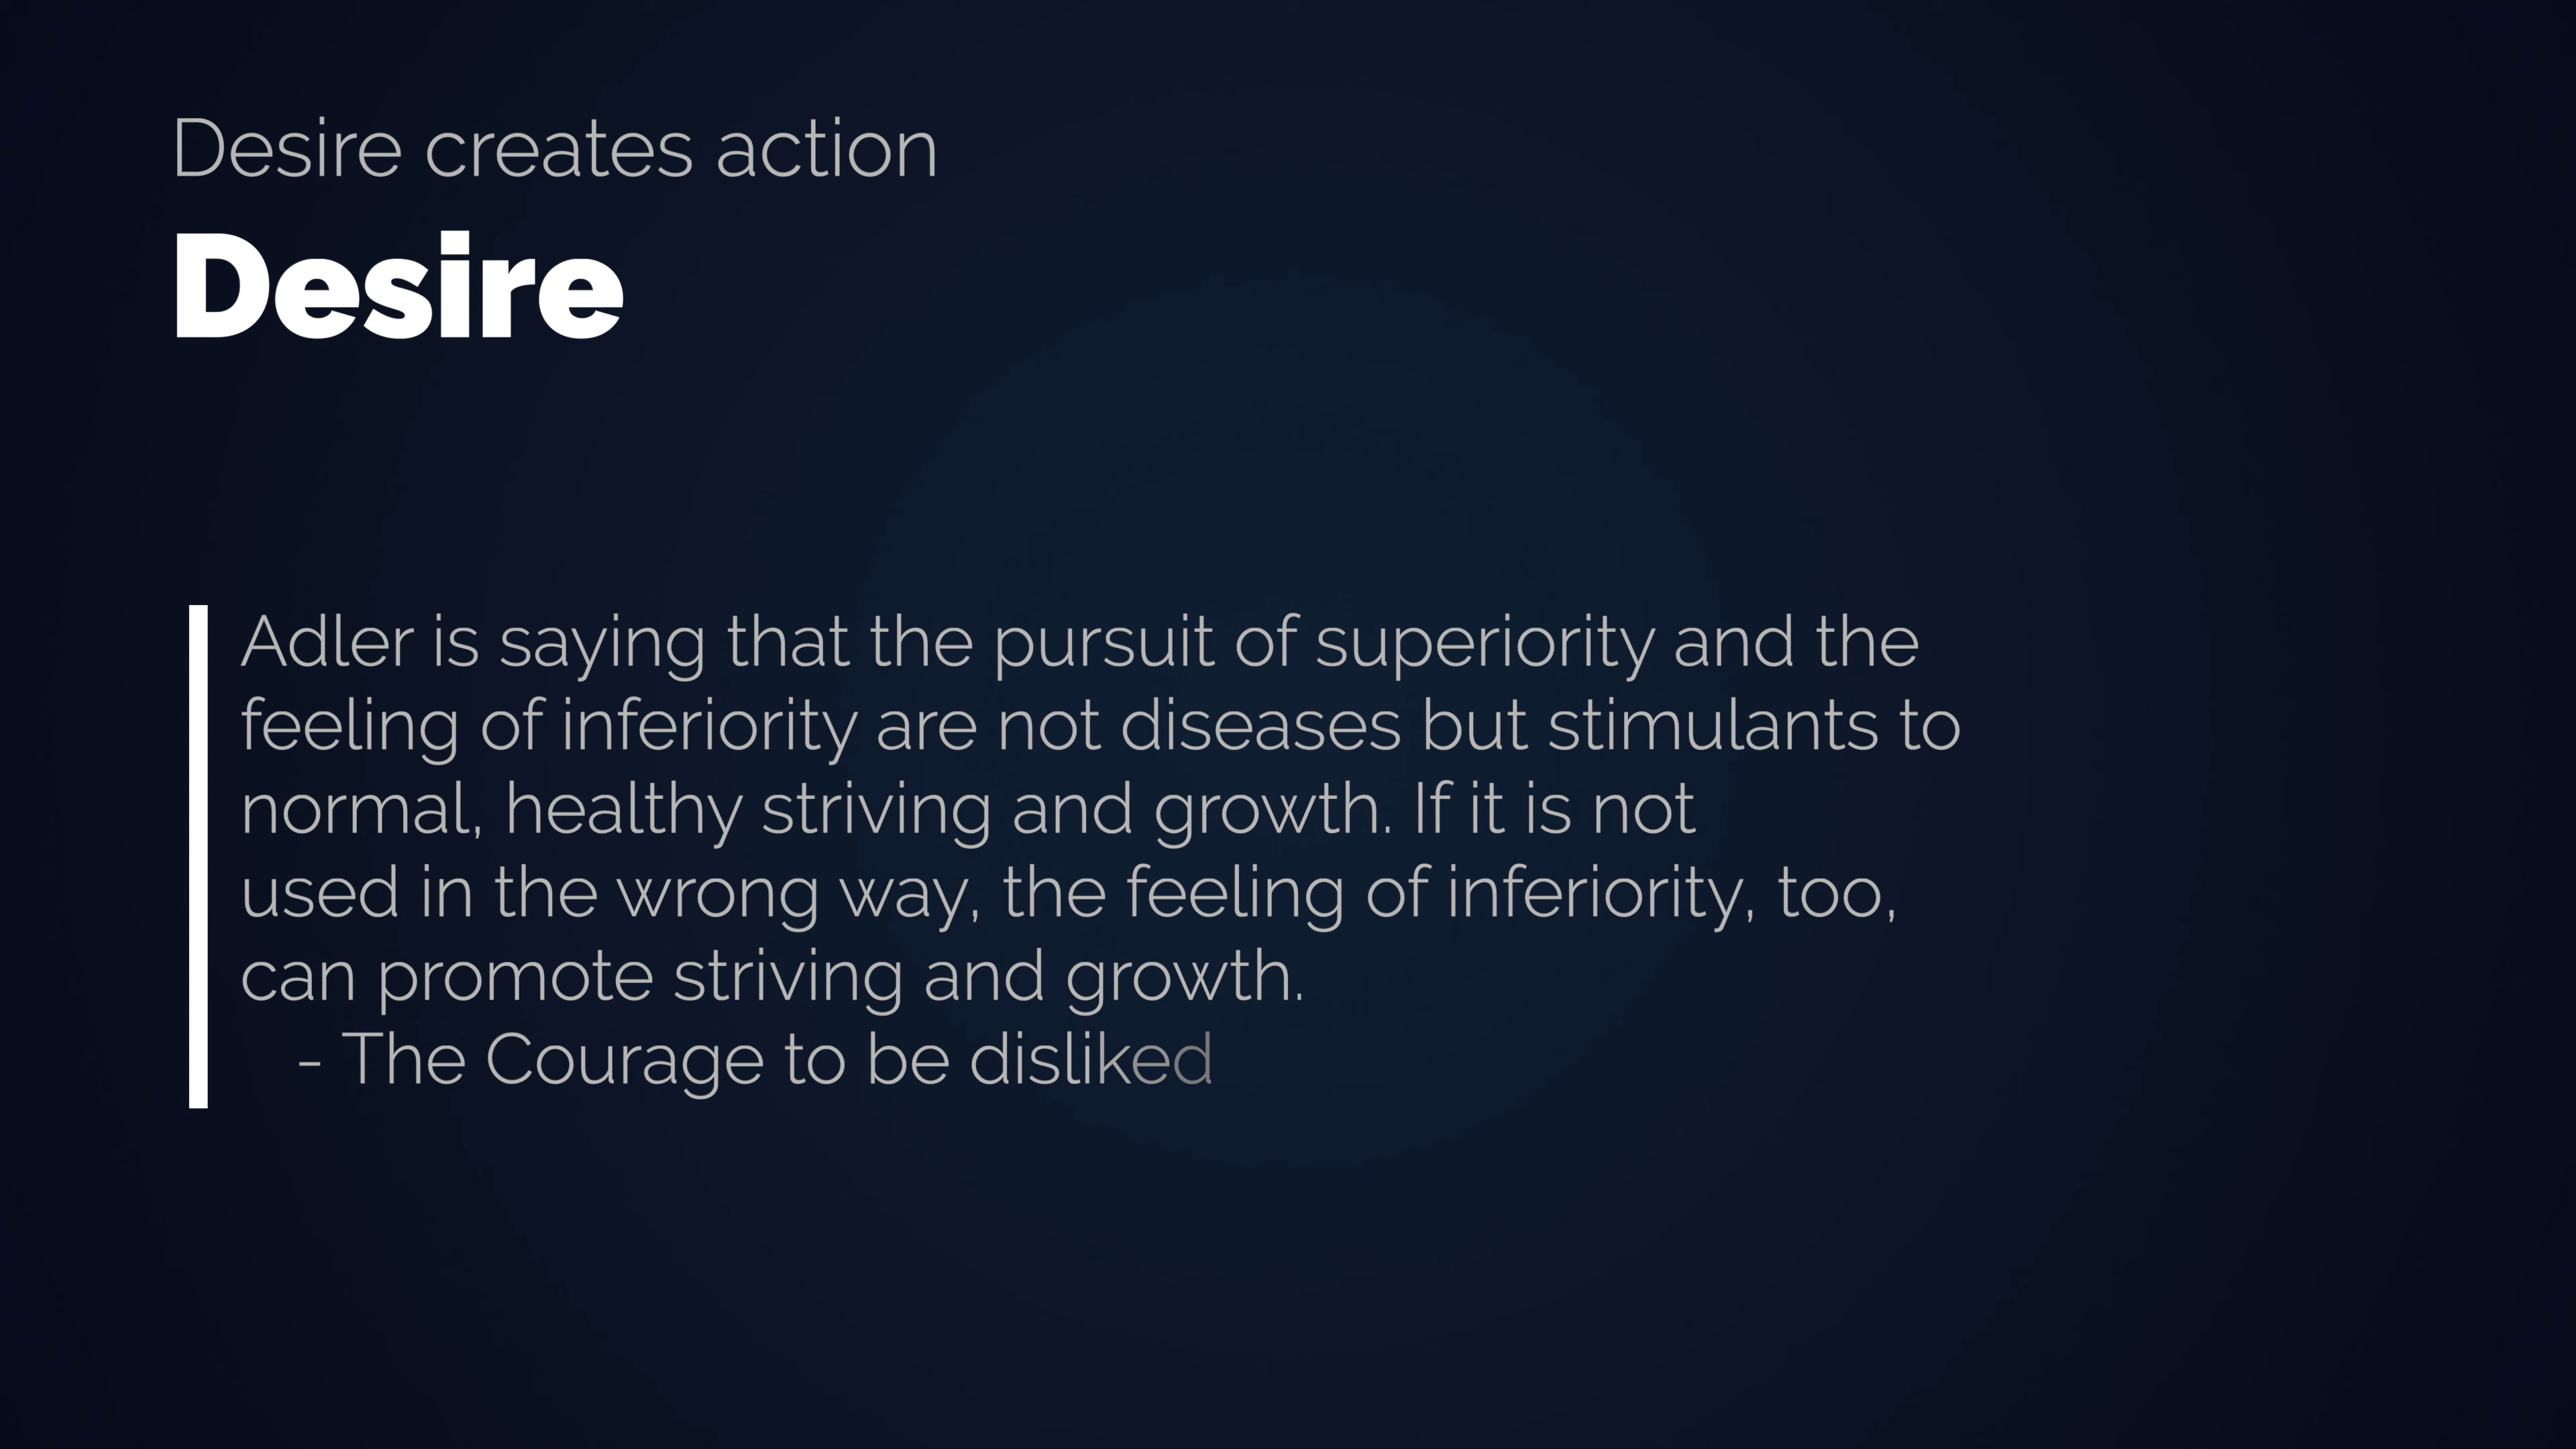 Desire creates action
Desire
Adler is saying that the pursuit of superiority and the
feeling of inferiority are not diseases but stimulants to
normal, healthy striving and growth. If it is not
used in the wrong way, the feeling of inferiority, too,
can promote striving and growth.
- The Courage to be disliked